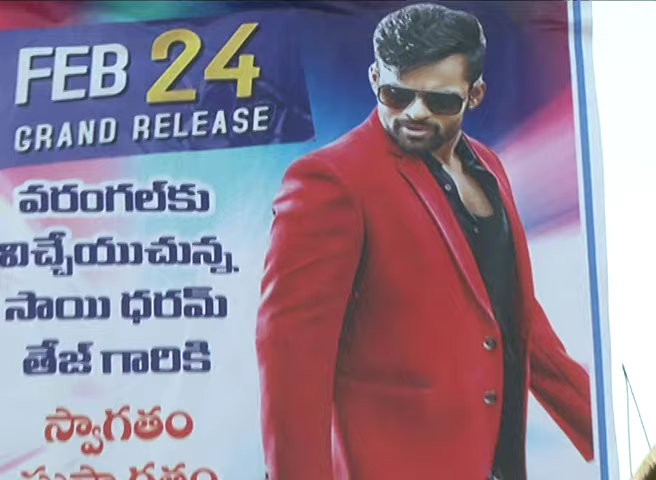 FEB 24
GRAND RELEASE
వరంగల్‌కు
విచ్చేయుచున్న
సాయి ధరమ్
తేజ్ గారికి
స్వాగతం